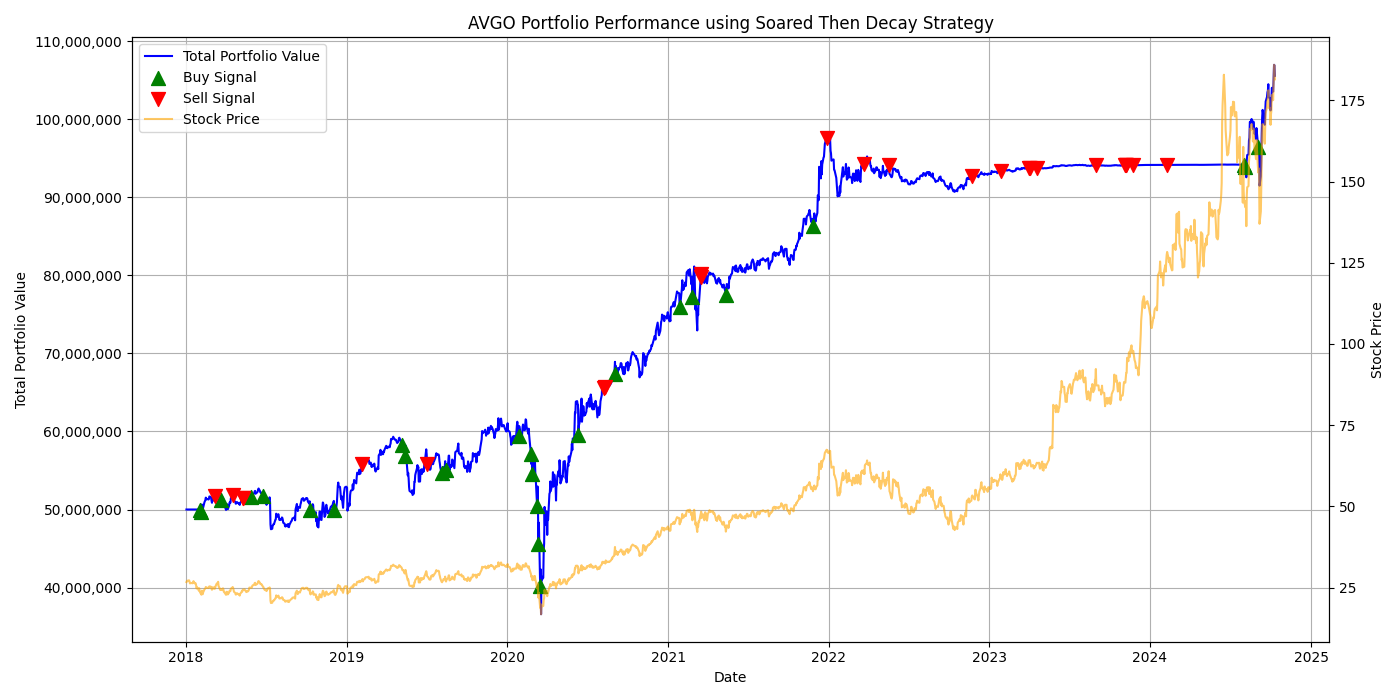 AVGO Portfolio Performance using Soared Then Decay Strategy
Total Portfolio Value
Buy Signal
Sell Signal
Stock Price
110,000,000
100,000,000
90,000,000
80,000,000
70,000,000
60,000,000
50,000,000
40,000,000
Total Portfolio Value
175
150
125
100
75
50
25
Stock Price
2018
2019
2020
2021
2022
2023
2024
2025
Date